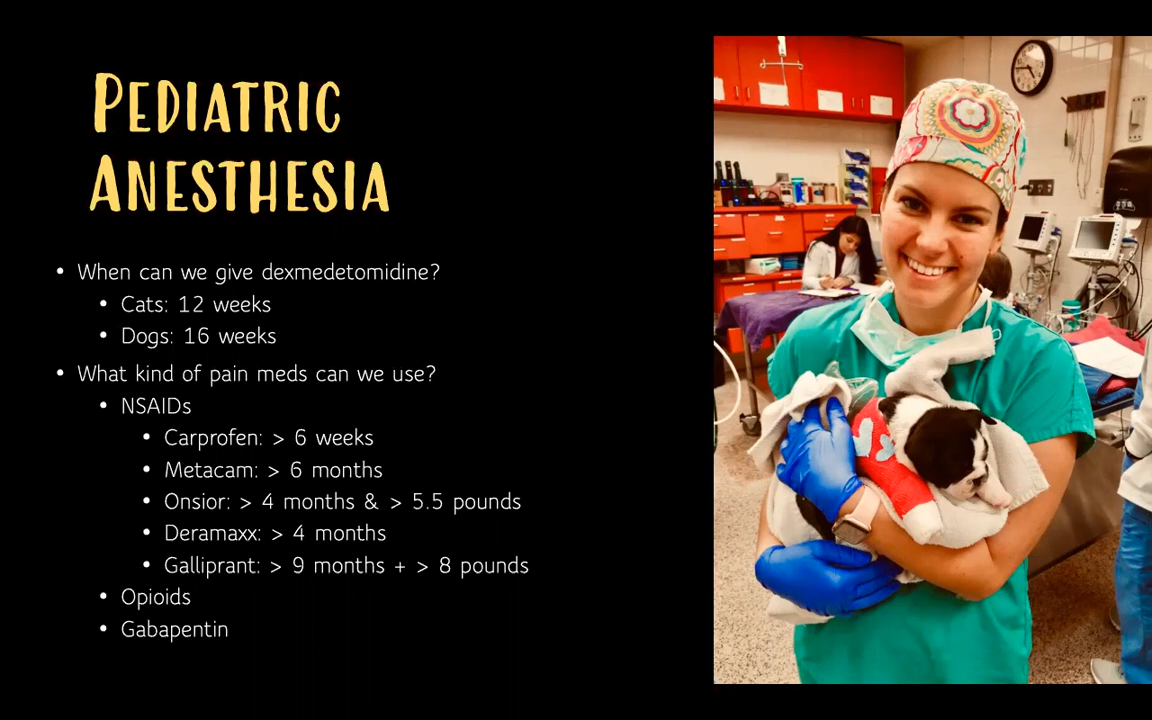 PEDIATRIC
ANESTHESIA
• When can we give dexmedetomidine?
• Cats: 12 weeks
• Dogs: 16 weeks
• What kind of pain meds can we use?
• NSAIDs
• Carprofen: > 6 weeks
• Metacam: > 6 months
• Onsior: > 4 months & > 5.5 pounds
• Deramaxx: > 4 months
• Galliprant: > 9 months + > 8 pounds
• Opioids
• Gabapentin